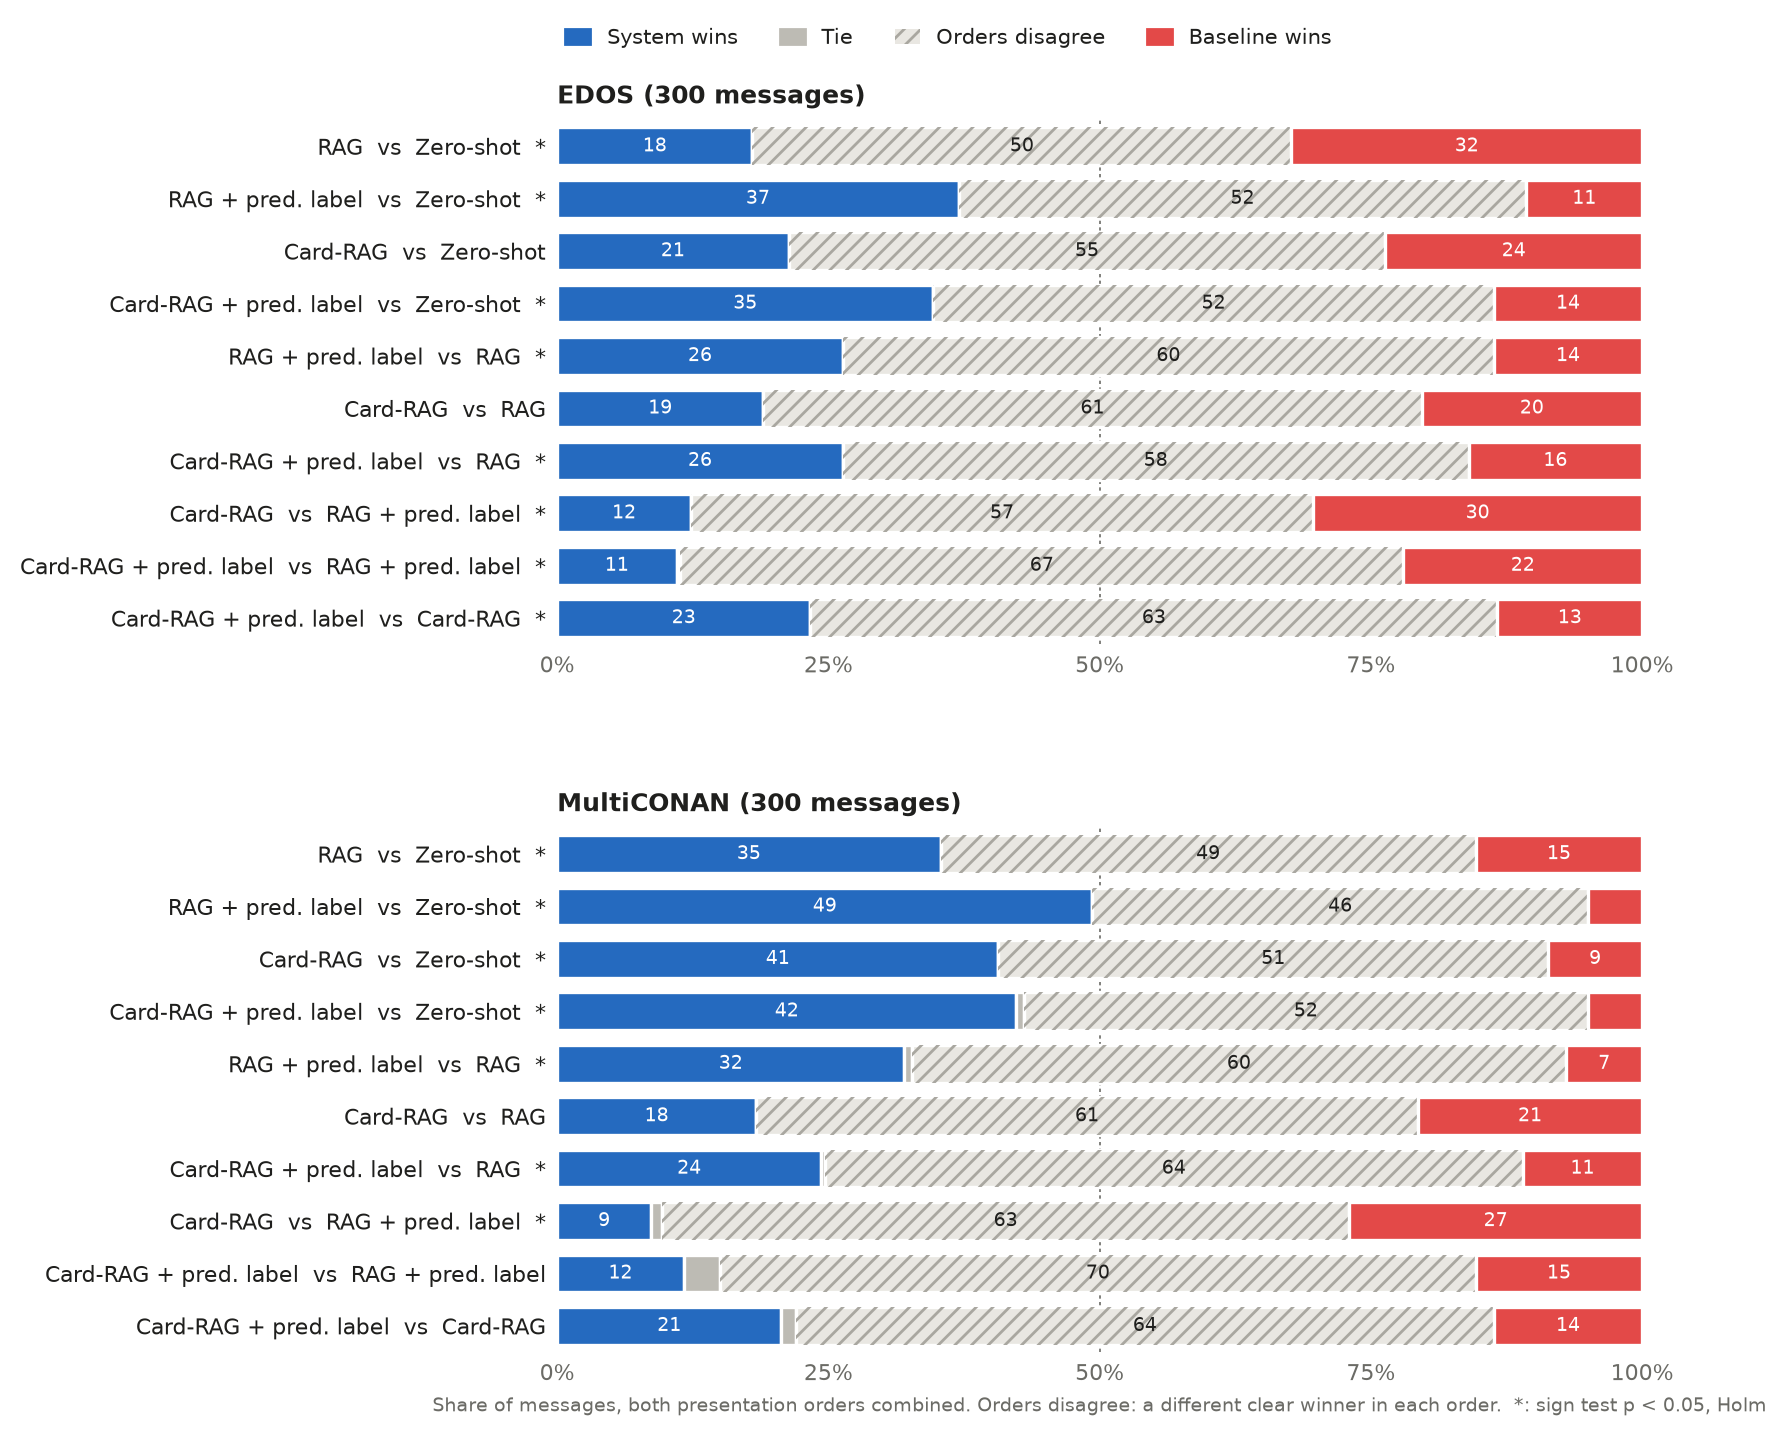 System wins Tie Orders disagree Baseline wins
EDOS (300 messages)
RAG vs Zero-shot * 18 50 32
RAG + pred. label vs Zero-shot * 37 52 11
Card-RAG vs Zero-shot 21 55 24
Card-RAG + pred. label vs Zero-shot * 35 52 14
RAG + pred. label vs RAG * 26 60 14
Card-RAG vs RAG 19 61 20
Card-RAG + pred. label vs RAG * 26 58 16
Card-RAG vs RAG + pred. label * 12 57 30
Card-RAG + pred. label vs RAG + pred. label * 11 67 22
Card-RAG + pred. label vs Card-RAG * 23 63 13
0% 25% 50% 75% 100%
MultiCONAN (300 messages)
RAG vs Zero-shot * 35 49 15
RAG + pred. label vs Zero-shot * 49 46
Card-RAG vs Zero-shot * 41 51 9
Card-RAG + pred. label vs Zero-shot * 42 52
RAG + pred. label vs RAG * 32 60 7
Card-RAG vs RAG 18 61 21
Card-RAG + pred. label vs RAG * 24 64 11
Card-RAG vs RAG + pred. label * 9 63 27
Card-RAG + pred. label vs RAG + pred. label 12 70 15
Card-RAG + pred. label vs Card-RAG 21 64 14
0% 25% 50% 75% 100%
Share of messages, both presentation orders combined. Orders disagree: a different clear winner in each order. *: sign test p < 0.05, Holm